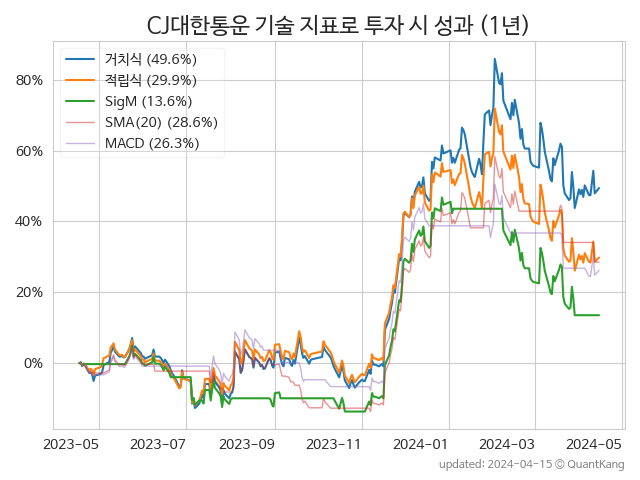 CJ대한통운 기술 지표로 투자 시 성과 (1년)
거치식 (49.6%)
적립식 (29.9%)
SigM (13.6%)
SMA(20) (28.6%)
MACD (26.3%)
80%
60%
40%
20%
0%
2023-05 2023-07 2023-09 2023-11 2024-01 2024-03 2024-05
updated: 2024-04-15 © QuantKang